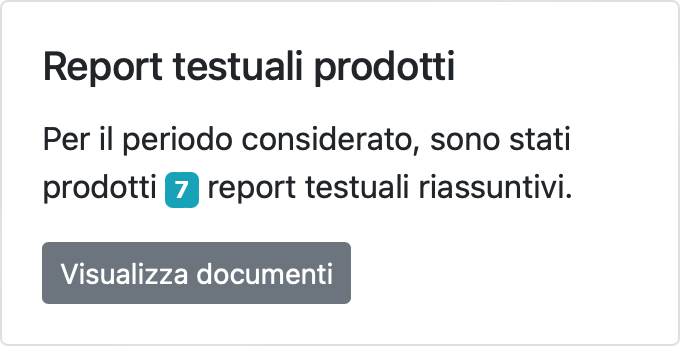 Report testuali prodotti
Per il periodo considerato, sono stati
prodotti 7 report testuali riassuntivi.
Visualizza documenti